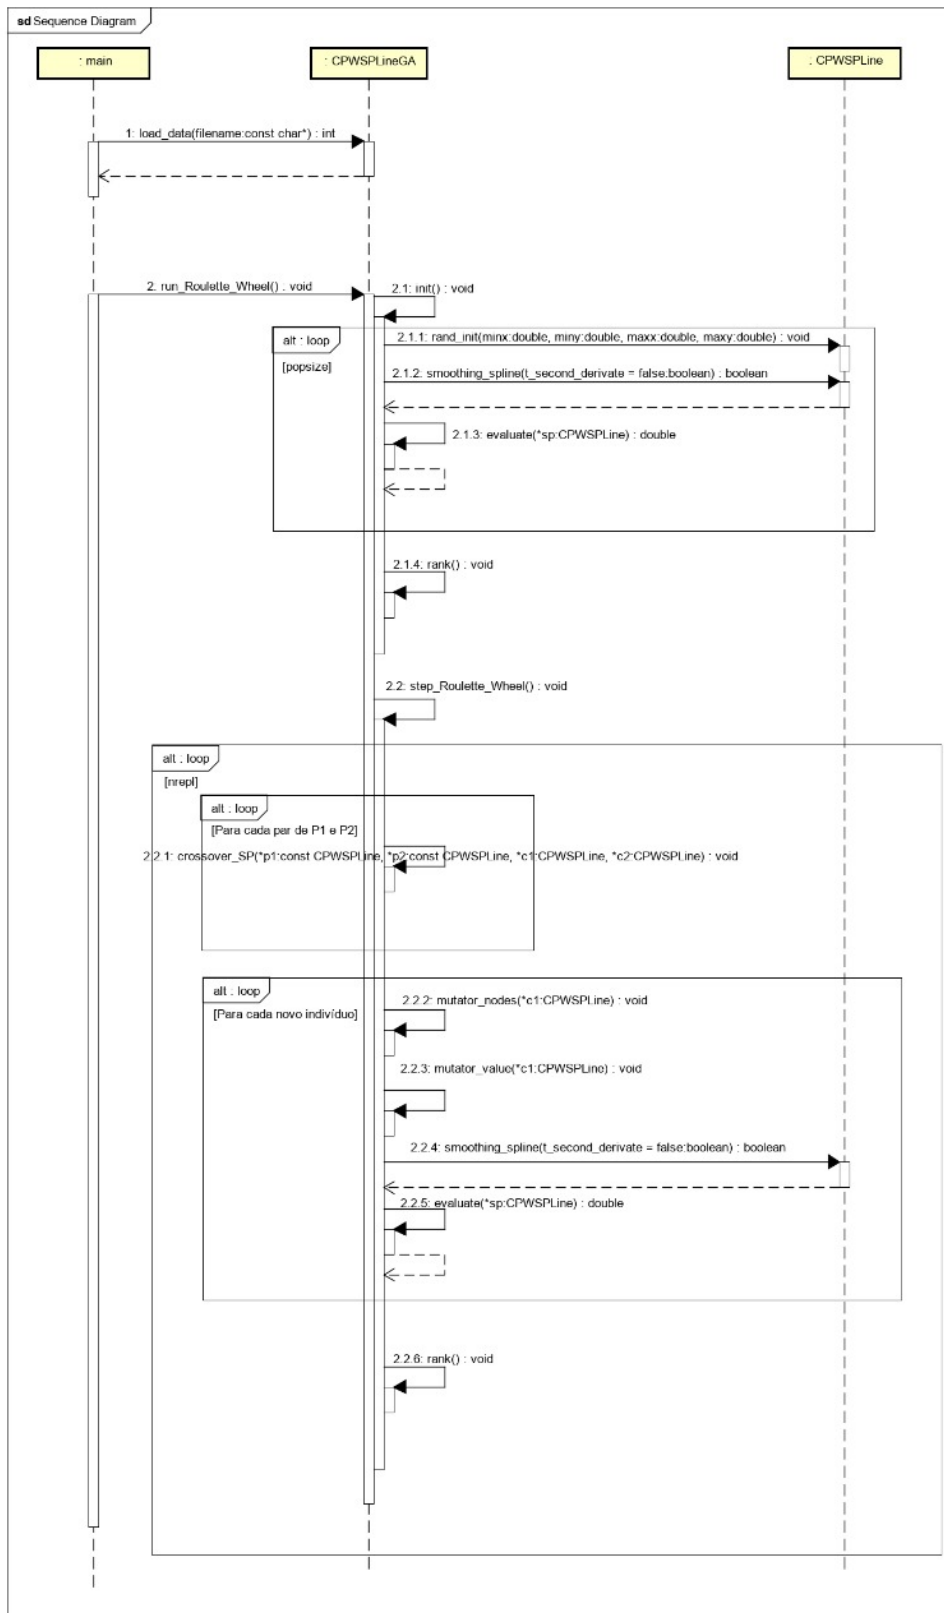 sd Sequence Diagram
: main
: CPWSPLineGA
: CPWSPLine
1: load_data(filename:const char*) : int
2: run_Roulette_Wheel() : void
2.1: init() : void
alt : loop
[popsize]
2.1.1: rand_init(minx:double, miny:double, maxx:double, maxy:double) : void
2.1.2: smoothing_spline(t_second_derivate = false:boolean) : boolean
2.1.3: evaluate(*sp:CPWSPLine) : double
2.1.4: rank() : void
2.2: step_Roulette_Wheel() : void
alt : loop
[nrepl]
alt : loop
[Para cada par de P1 e P2]
2.2.1: crossover_SP(*p1:const CPWSPLine, *p2:const CPWSPLine, *c1:CPWSPLine, *c2:CPWSPLine) : void
alt : loop
[Para cada novo indivíduo]
2.2.2: mutator_nodes(*c1:CPWSPLine) : void
2.2.3: mutator_value(*c1:CPWSPLine) : void
2.2.4: smoothing_spline(t_second_derivate = false:boolean) : boolean
2.2.5: evaluate(*sp:CPWSPLine) : double
2.2.6: rank() : void